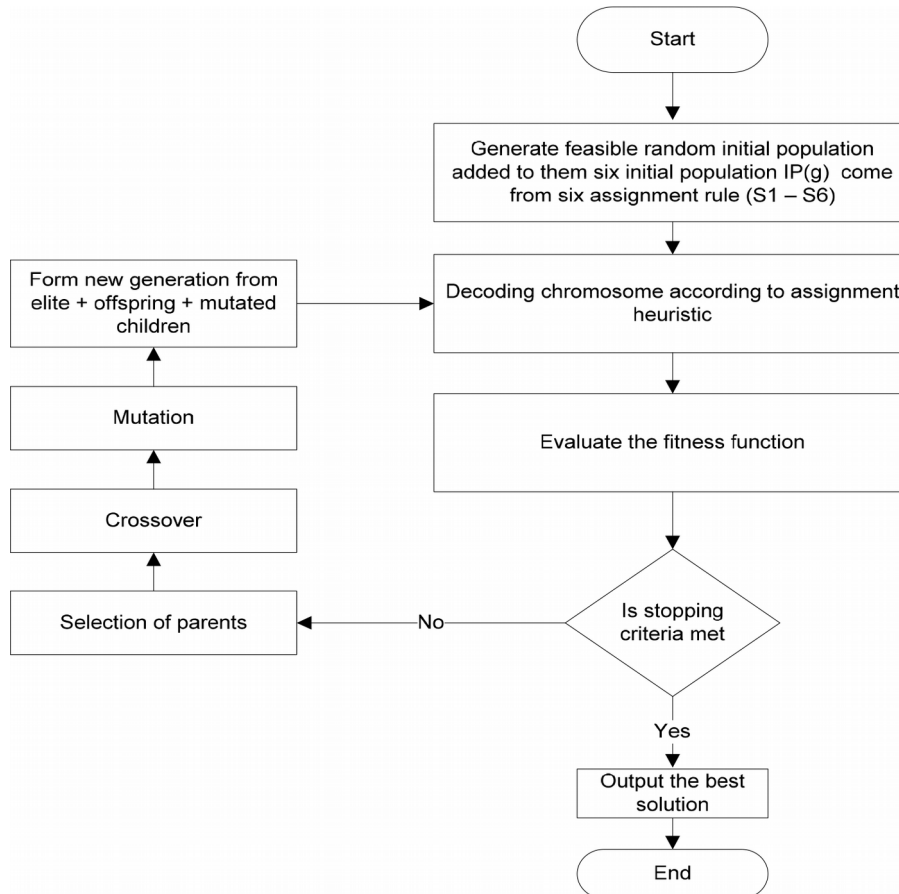 Start
Generate feasible random initial population
added to them six initial population IP(g) come
from six assignment rule (S1 – S6)
Decoding chromosome according to assignment
heuristic
Evaluate the fitness function
Is stopping
criteria met
No
Selection of parents
Crossover
Mutation
Form new generation from
elite + offspring + mutated
children
Yes
Output the best
solution
End